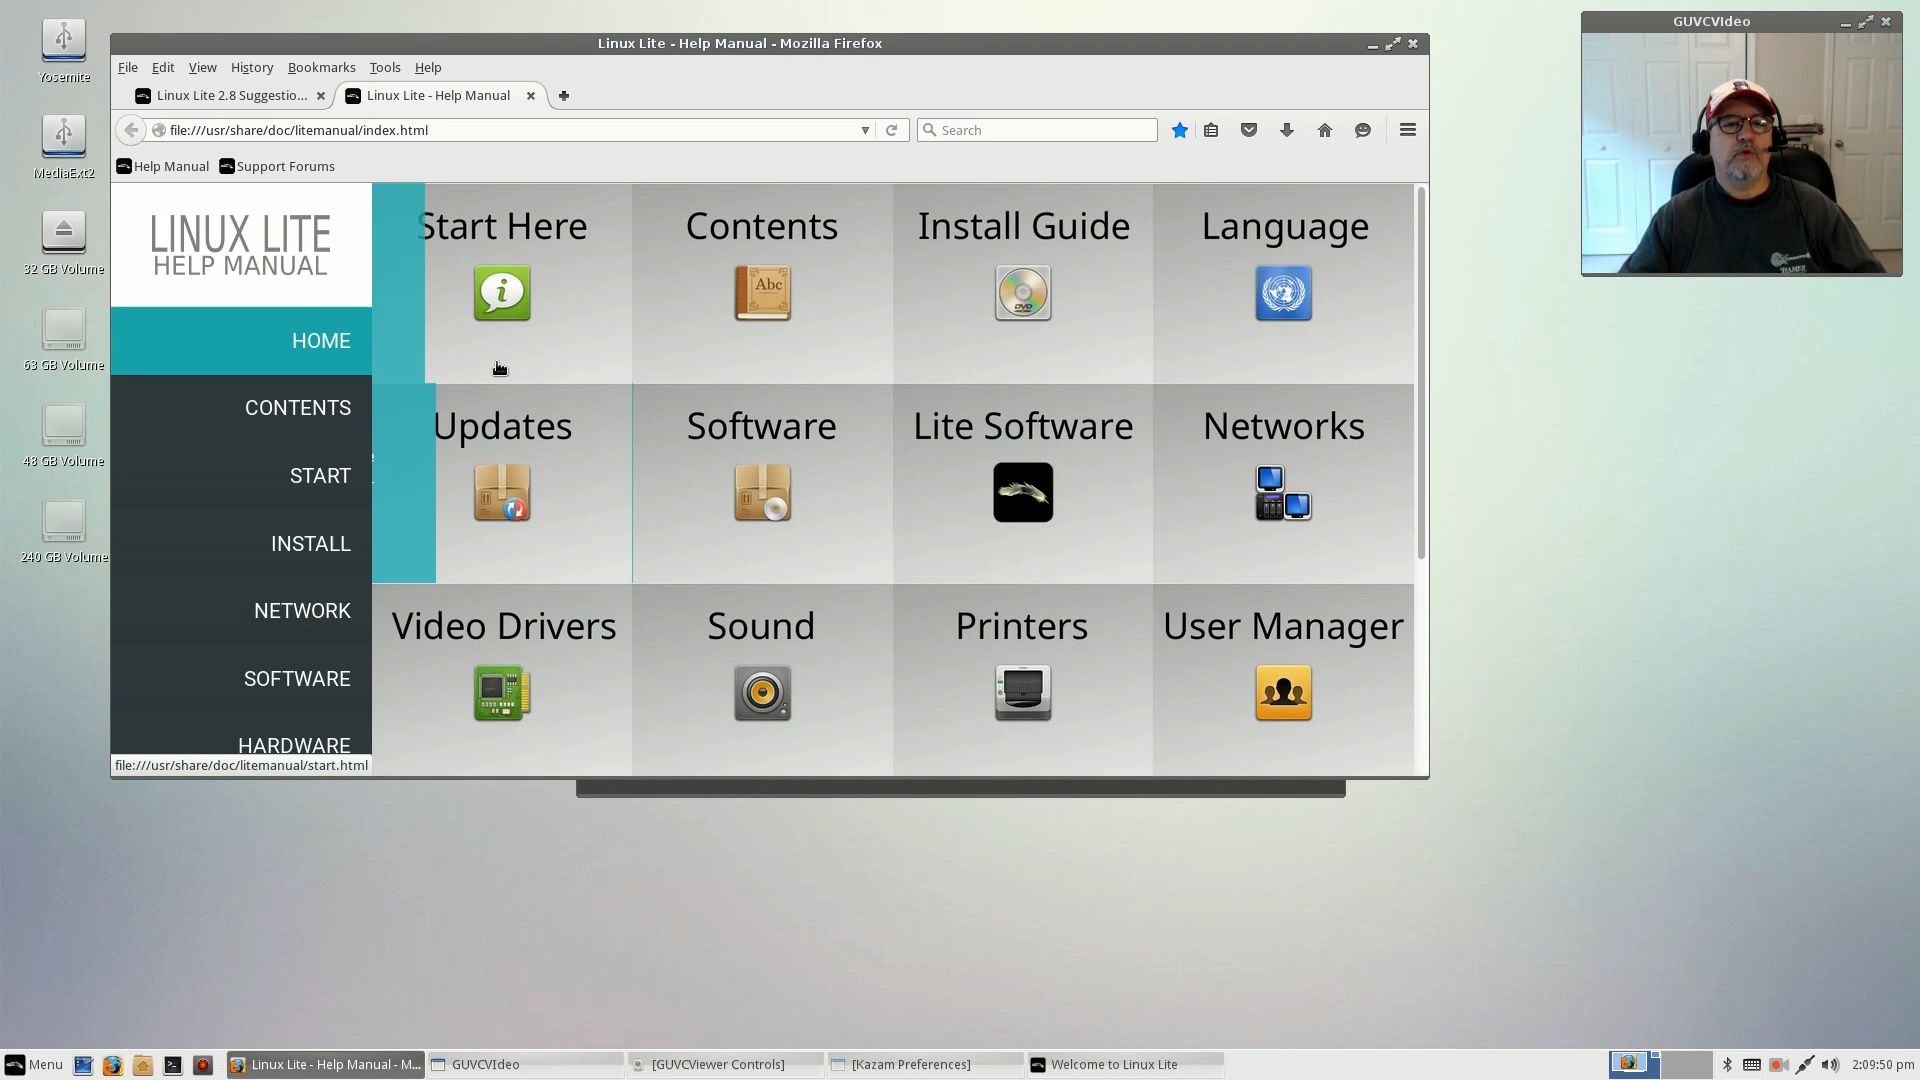 Yosemite
MediaExt2
32 GB Volume
63 GB Volume
48 GB Volume
240 GB Volume
Linux Lite - Help Manual - Mozilla Firefox
File Edit View History Bookmarks Tools Help
Linux Lite 2.8 Suggestio...
Linux Lite - Help Manual
file:///usr/share/doc/litemanual/index.html
Search
Help Manual
Support Forums
LINUX LITE
HELP MANUAL
HOME
CONTENTS
START
INSTALL
NETWORK
SOFTWARE
HARDWARE
file:///usr/share/doc/litemanual/start.html
Start Here
Contents
Abc
Install Guide
DVD
Language
Updates
Software
Lite Software
Networks
Video Drivers
Sound
Printers
User Manager
GUVCVIdeo
HAMER
Menu
Linux Lite - Help Manual - M...
GUVCVIdeo
[GUVCViewer Controls]
[Kazam Preferences]
Welcome to Linux Lite
2:09:50 pm